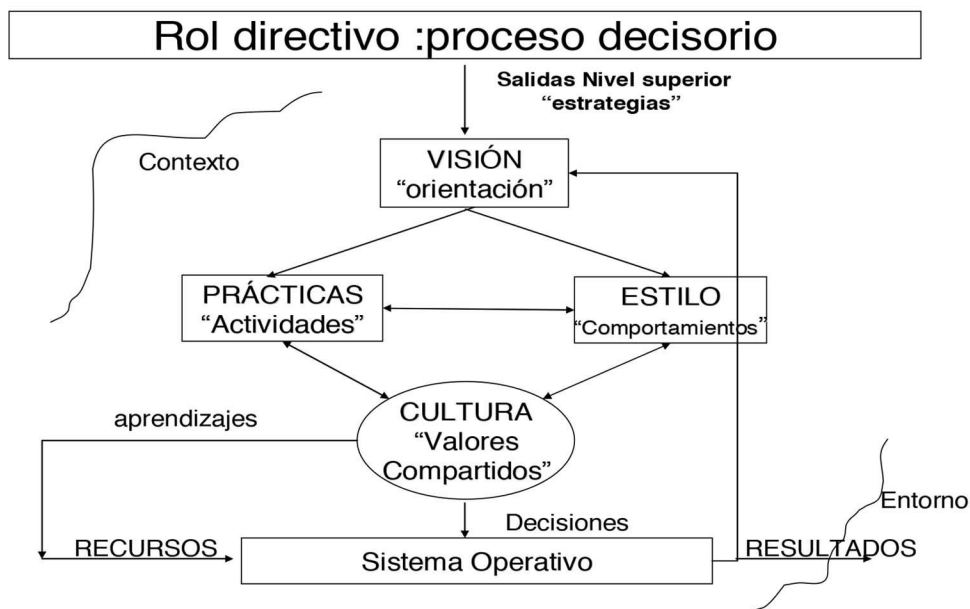 Rol directivo :proceso decisorio
Salidas Nivel superior
“estrategias”
Contexto
VISIÓN
“orientación”
PRÁCTICAS
“Actividades”
ESTILO
“Comportamientos”
aprendizajes
CULTURA
“Valores
Compartidos”
Entorno
Decisiones
RECURSOS
Sistema Operativo
RESULTADOS